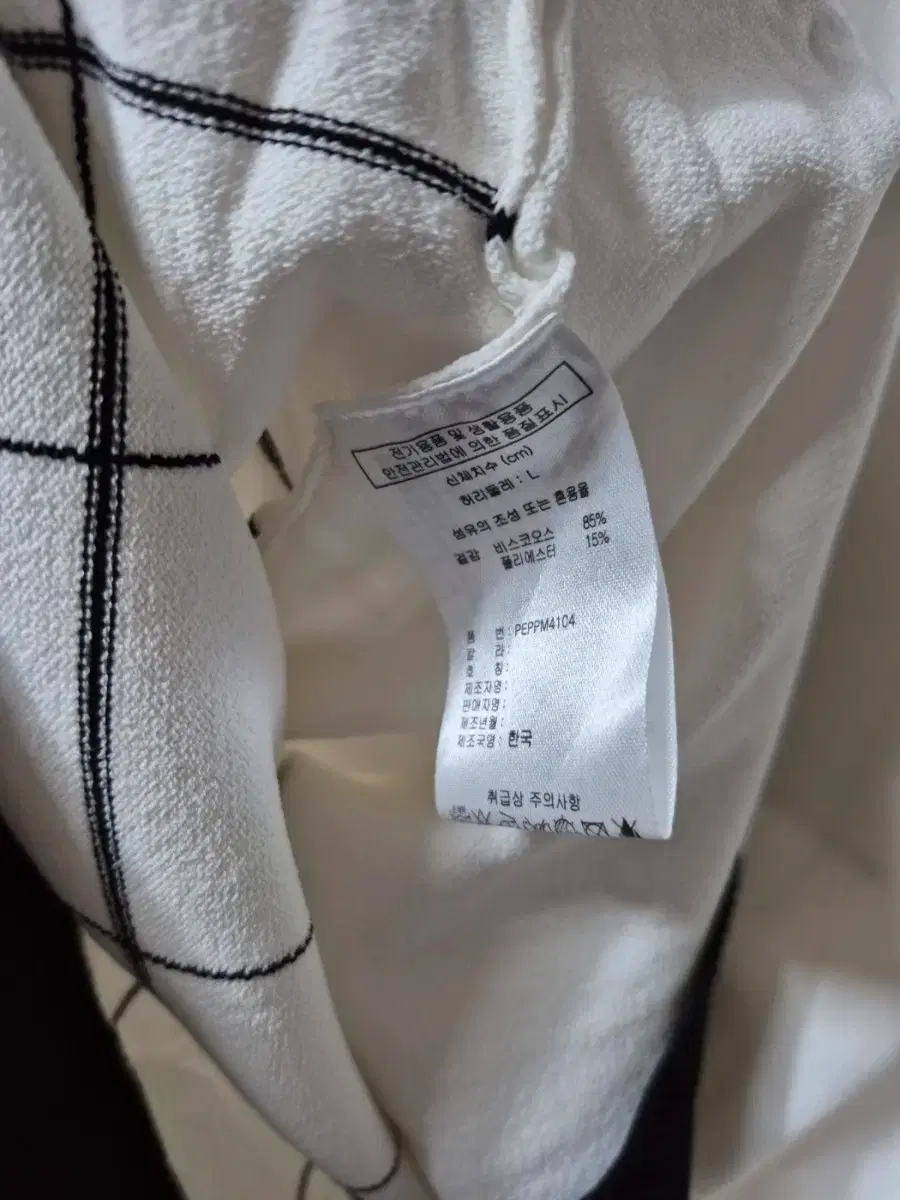 전기용품 및 생활용품
안전관리법에 의한 품질표시
신체치수 (cm)
허리둘레 : L
섬유의 조성 또는 혼용율
겉감 비스코오스 85%
폴리에스터 15%
품 번 : PEPPM4104
칼 라 :
호 칭 :
제조자명 :
판매자명 :
제조년월 :
제조국명 : 한국
취급상 주의사항